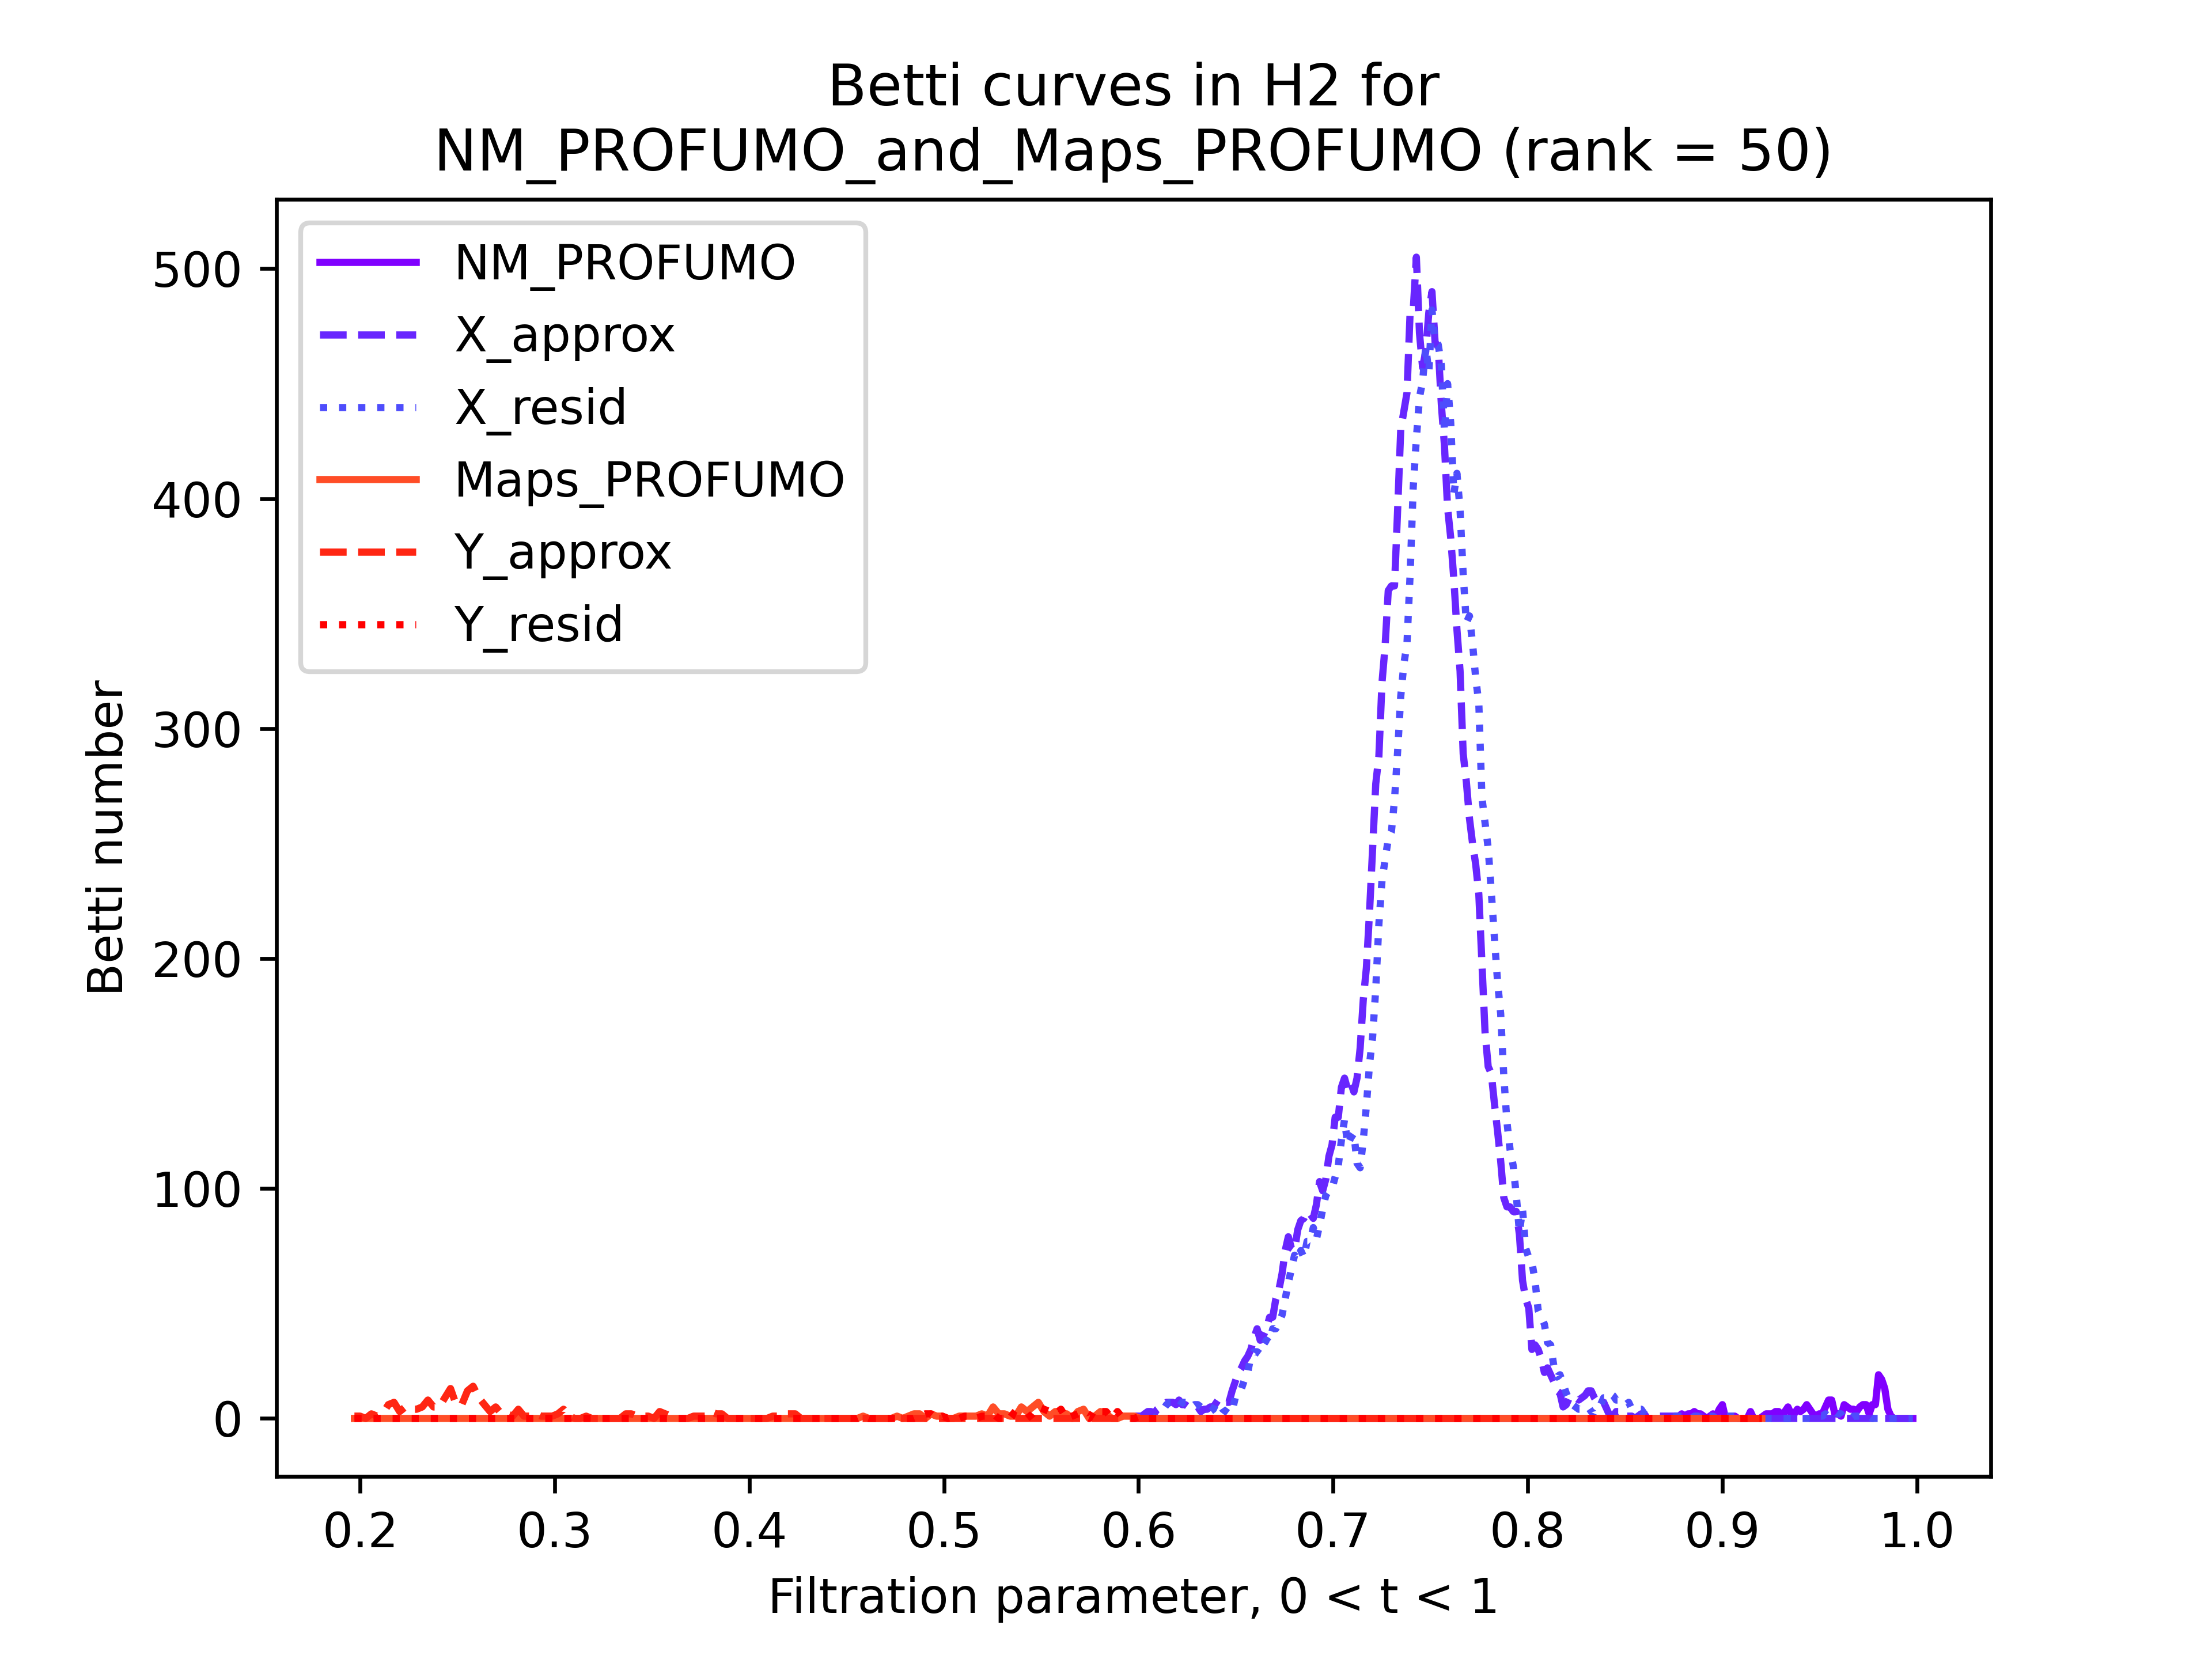 Betti curves in H2 for
NM_PROFUMO_and_Maps_PROFUMO (rank = 50)
NM_PROFUMO
X_approx
X_resid
Maps_PROFUMO
Y_approx
Y_resid
Betti number
500
400
300
200
100
0
0.2 0.3 0.4 0.5 0.6 0.7 0.8 0.9 1.0
Filtration parameter, 0 < t < 1